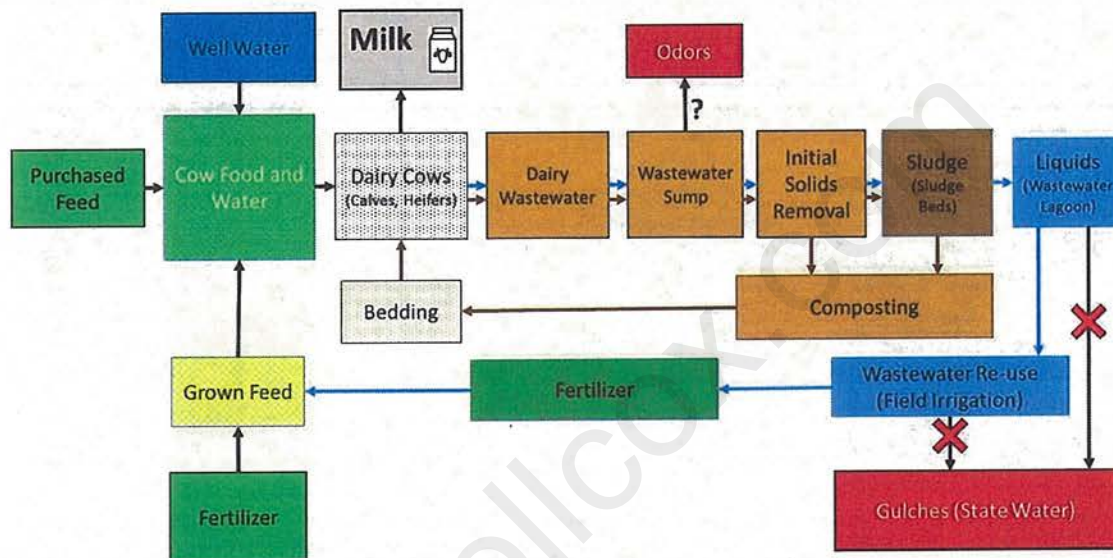 Well Water
Milk
Odors
?
Purchased
Feed
Cow Food and
Water
Dairy Cows
(Calves, Heifers)
Dairy
Wastewater
Wastewater
Sump
Initial
Solids
Removal
Sludge
(Sludge
Beds)
Liquids
(Wastewater
Lagoon)
Bedding
Composting
Grown Feed
Fertilizer
Wastewater Re-use
(Field Irrigation)
Fertilizer
Gulches (State Water)